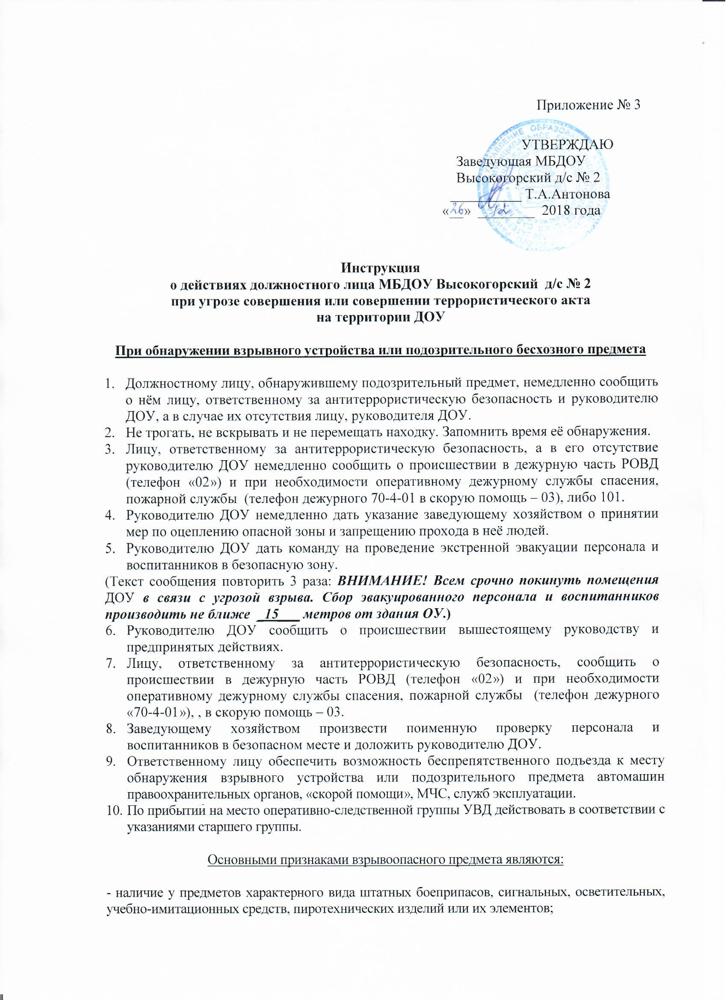 Приложение № 3
УТВЕРЖДАЮ
Заведующая МБДОУ
Высокогорский д/с № 2
__________ Т.А.Антонова
«26» 12 2018 года
Инструкция
о действиях должностного лица МБДОУ Высокогорский д/с № 2
при угрозе совершения или совершении террористического акта
на территории ДОУ
При обнаружении взрывного устройства или подозрительного бесхозного предмета
1. Должностному лицу, обнаружившему подозрительный предмет, немедленно сообщить
о нём лицу, ответственному за антитеррористическую безопасность и руководителю
ДОУ, а в случае их отсутствия лицу, руководителя ДОУ.
2. Не трогать, не вскрывать и не перемещать находку. Запомнить время её обнаружения.
3. Лицу, ответственному за антитеррористическую безопасность, а в его отсутствие
руководителю ДОУ немедленно сообщить о происшествии в дежурную часть РОВД
(телефон «02») и при необходимости оперативному дежурному службы спасения,
пожарной службы (телефон дежурного 70-4-01 в скорую помощь – 03), либо 101.
4. Руководителю ДОУ немедленно дать указание заведующему хозяйством о принятии
мер по оцеплению опасной зоны и запрещению прохода в неё людей.
5. Руководителю ДОУ дать команду на проведение экстренной эвакуации персонала и
воспитанников в безопасную зону.
(Текст сообщения повторить 3 раза: ВНИМАНИЕ! Всем срочно покинуть помещения
ДОУ в связи с угрозой взрыва. Сбор эвакуированного персонала и воспитанников
производить не ближе _15___ метров от здания ОУ.)
6. Руководителю ДОУ сообщить о происшествии вышестоящему руководству и
предпринятых действиях.
7. Лицу, ответственному за антитеррористическую безопасность, сообщить о
происшествии в дежурную часть РОВД (телефон «02») и при необходимости
оперативному дежурному службы спасения, пожарной службы (телефон дежурного
«70-4-01»), , в скорую помощь – 03.
8. Заведующему хозяйством произвести поименную проверку персонала и
воспитанников в безопасном месте и доложить руководителю ДОУ.
9. Ответственному лицу обеспечить возможность беспрепятственного подъезда к месту
обнаружения взрывного устройства или подозрительного предмета автомашин
правоохранительных органов, «скорой помощи», МЧС, служб эксплуатации.
10. По прибытии на место оперативно-следственной группы УВД действовать в соответствии с
указаниями старшего группы.
Основными признаками взрывоопасного предмета являются:
- наличие у предметов характерного вида штатных боеприпасов, сигнальных, осветительных,
учебно-имитационных средств, пиротехнических изделий или их элементов;